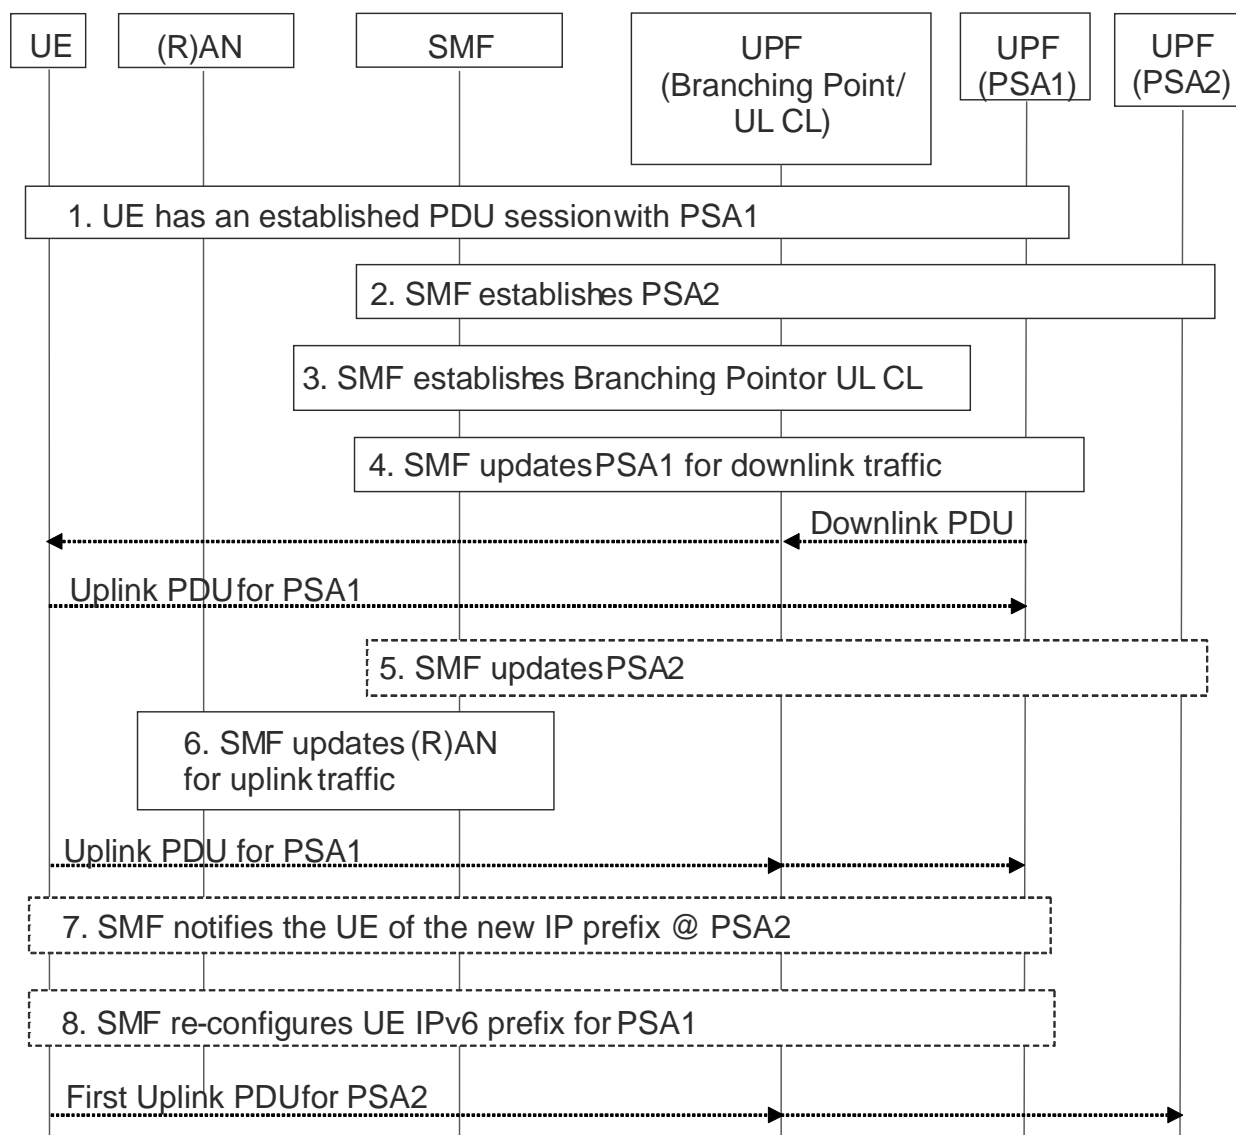 UE
(R)AN
SMF
UPF
(Branching Point/
UL CL)
UPF
(PSA1)
UPF
(PSA2)
1. UE has an established PDU session with PSA1
2. SMF establishes PSA2
3. SMF establishes Branching Point or UL CL
4. SMF updates PSA1 for downlink traffic
Downlink PDU
Uplink PDU for PSA1
5. SMF updates PSA2
6. SMF updates (R)AN
for uplink traffic
Uplink PDU for PSA1
7. SMF notifies the UE of the new IP prefix @ PSA2
8. SMF re-configures UE IPv6 prefix for PSA1
First Uplink PDU for PSA2